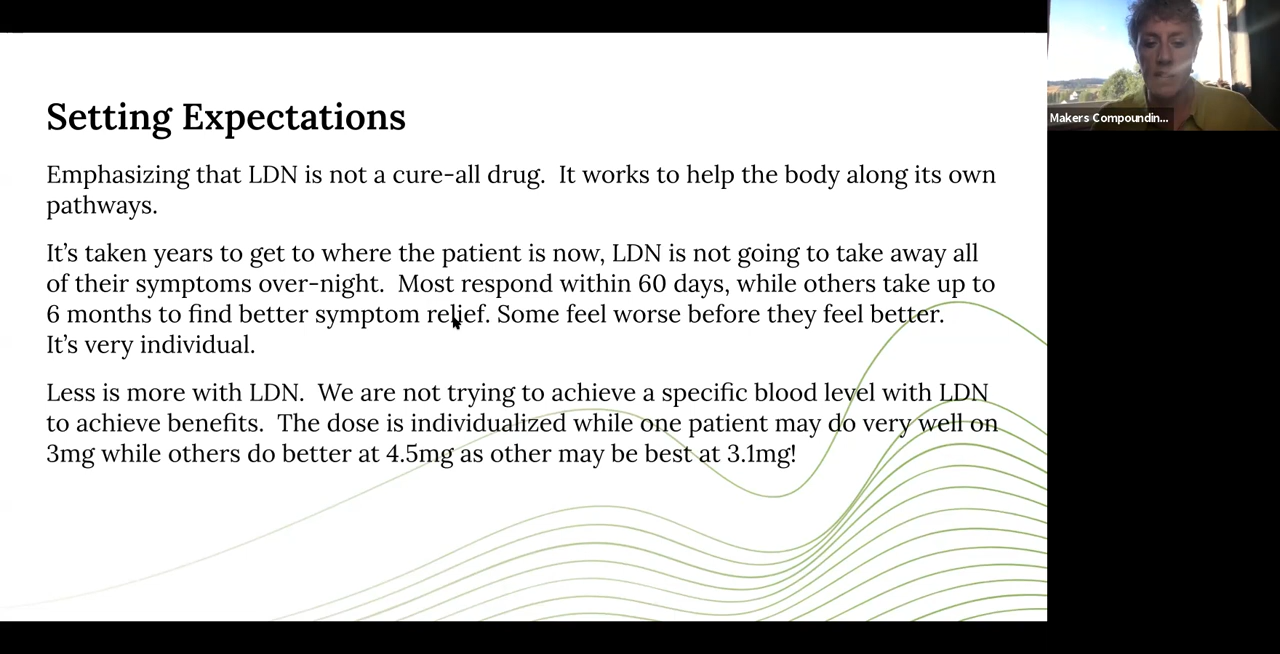 Setting Expectations
Emphasizing that LDN is not a cure-all drug.  It works to help the body along its own
pathways.
It’s taken years to get to where the patient is now, LDN is not going to take away all
of their symptoms over-night.  Most respond within 60 days, while others take up to
6 months to find better symptom relief. Some feel worse before they feel better.
It’s very individual.
Less is more with LDN.  We are not trying to achieve a specific blood level with LDN
to achieve benefits.  The dose is individualized while one patient may do very well on
3mg while others do better at 4.5mg as other may be best at 3.1mg!
Makers Compoundin...